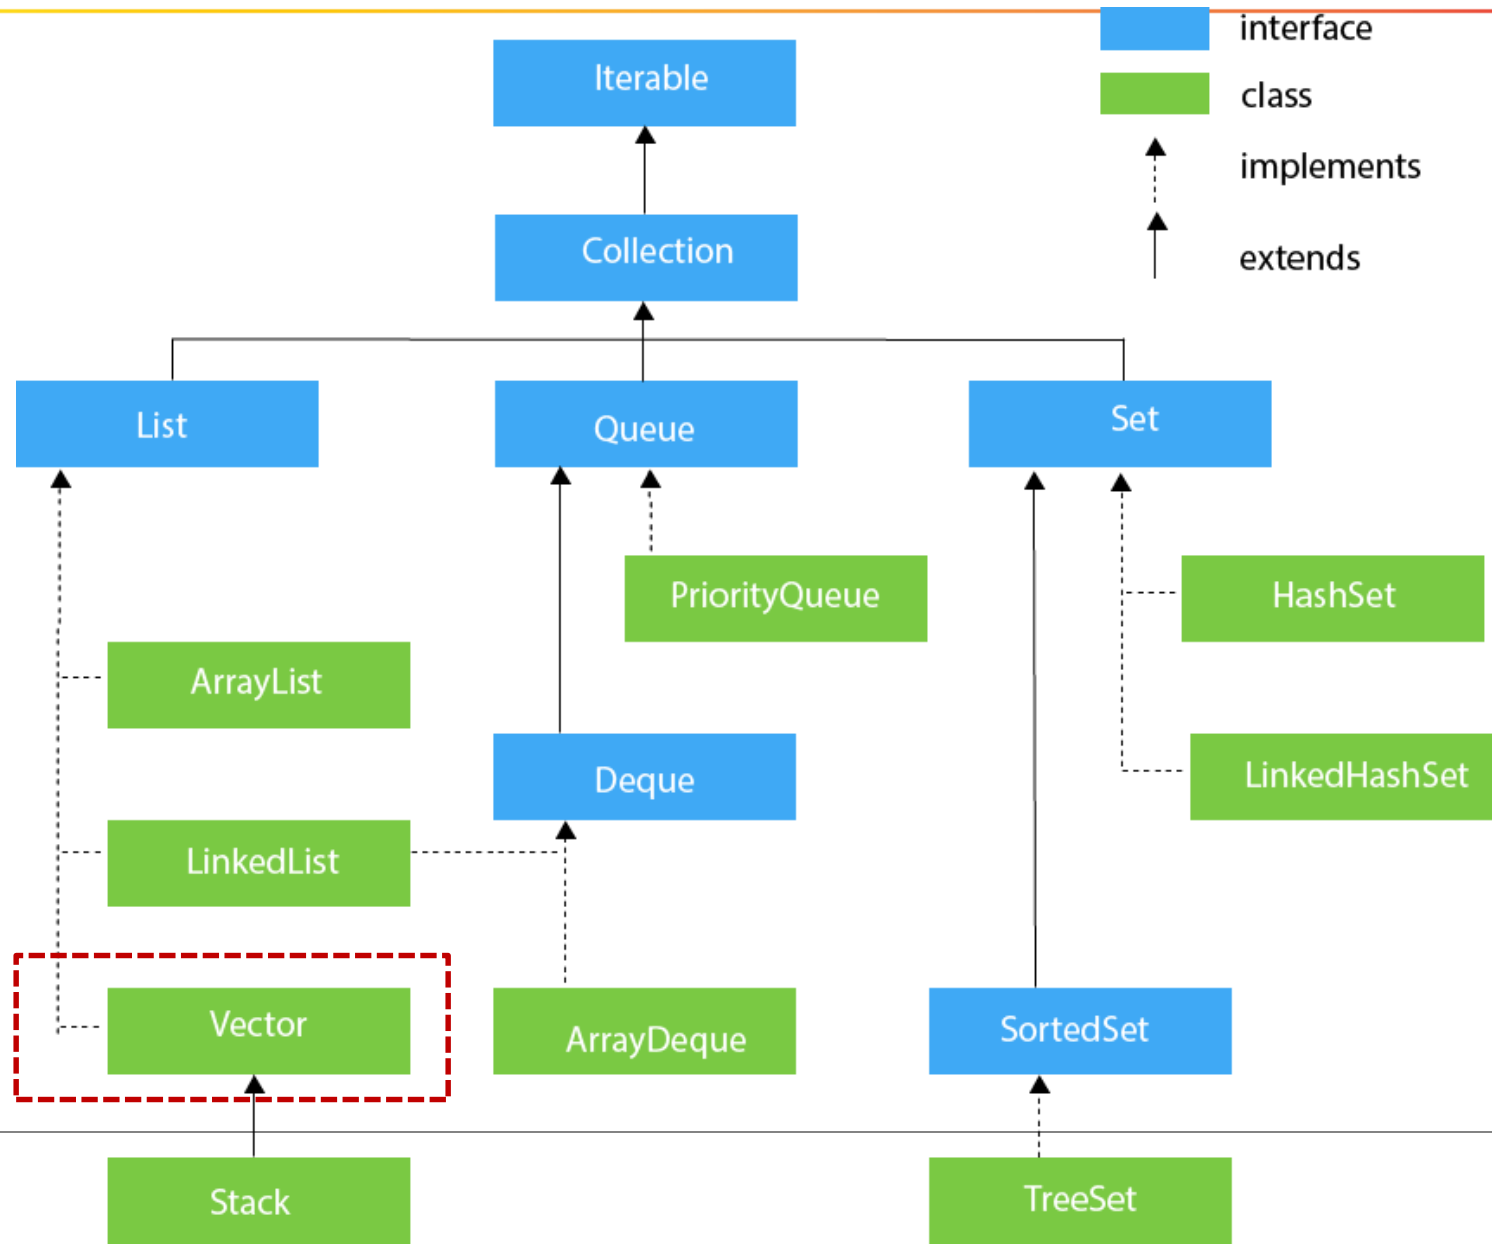 interface
Iterable
class
implements
Collection
extends
List
Queue
Set
PriorityQueue
HashSet
ArrayList
Deque
LinkedHashSet
LinkedList
Vector
ArrayDeque
SortedSet
Stack
TreeSet